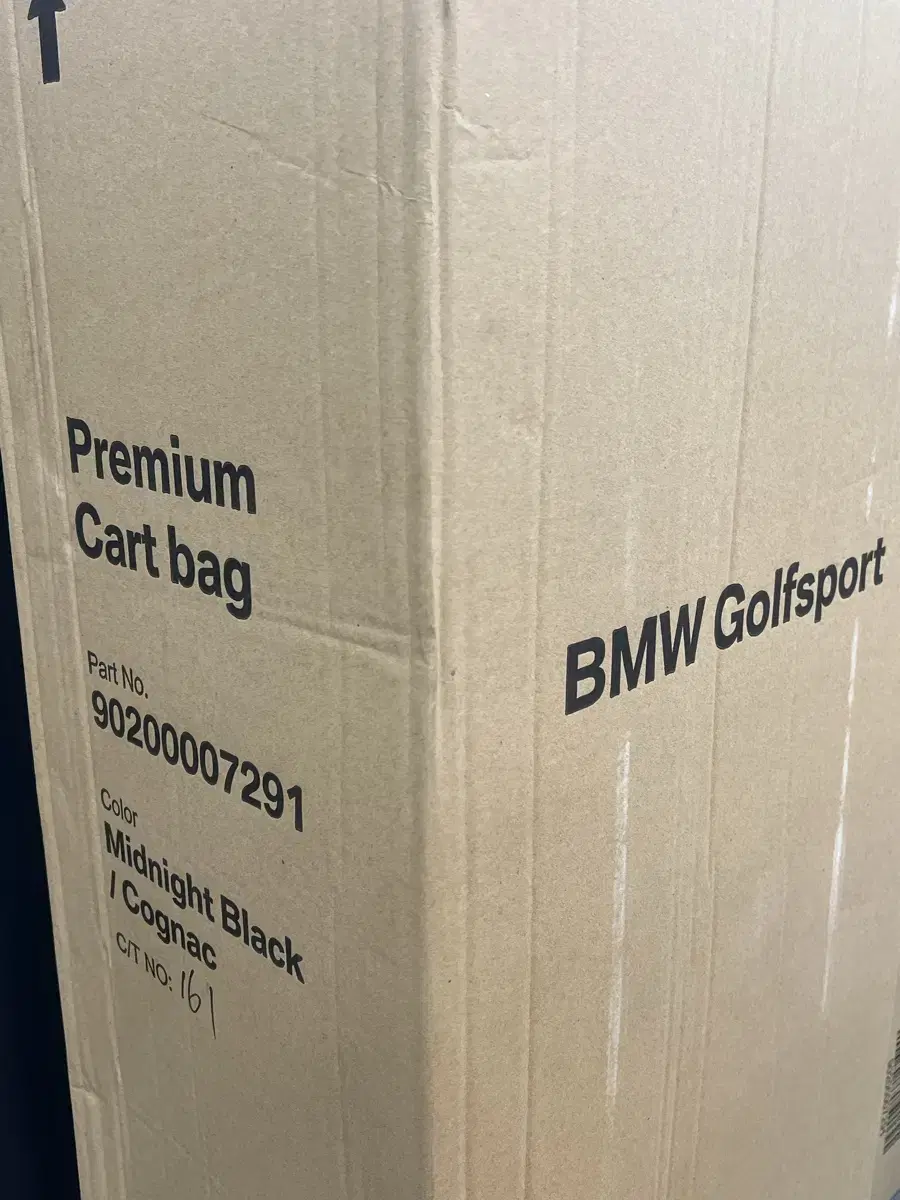 Premium
Cart bag
Part No.
90200007291
Color
Midnight Black
/ Cognac
C/T NO: 161
BMW Golfsport